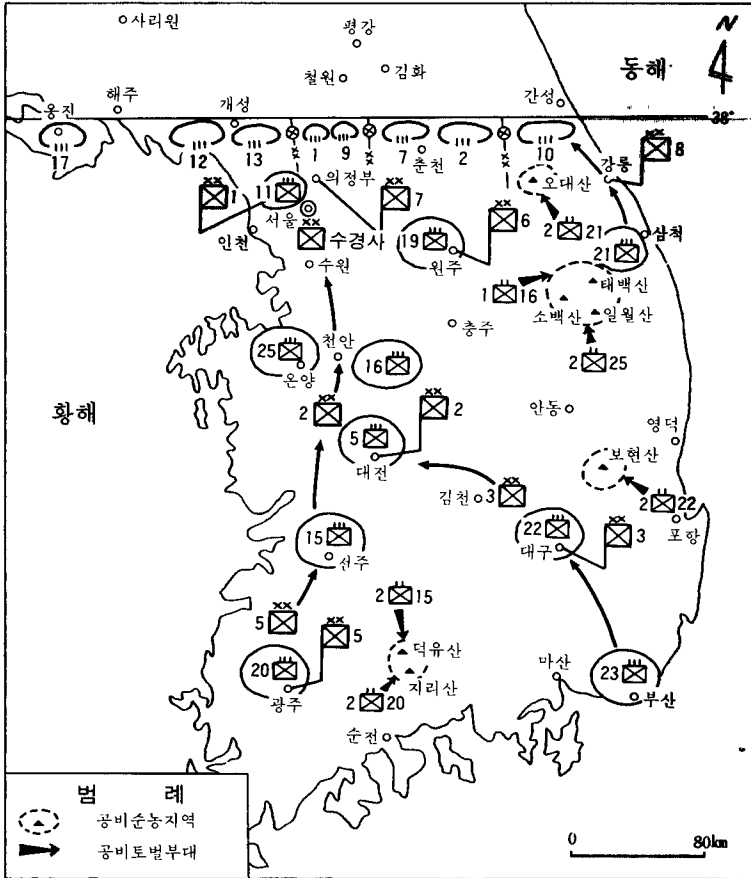 사리원
평강
N
철원
김화
동해
해주
개성
간성
옹진
38°
17
12
13
1
9
7
2
10
춘천
강릉
8
의정부
오대산
1
11
7
서울
수경사
6
2
21
삼척
인천
19
원주
21
수원
1
16
태백산
소백산
일월산
충주
천안
25
온양
16
2
25
황해
2
2
안동
5
영덕
대전
보현산
김천
3
2
22
포항
22
3
15
대구
선주
2
15
5
5
덕유산
마산
20
23
지리산
광주
2
20
부산
순전
범 례
공비순농지역
공비토벌부대
0
80km